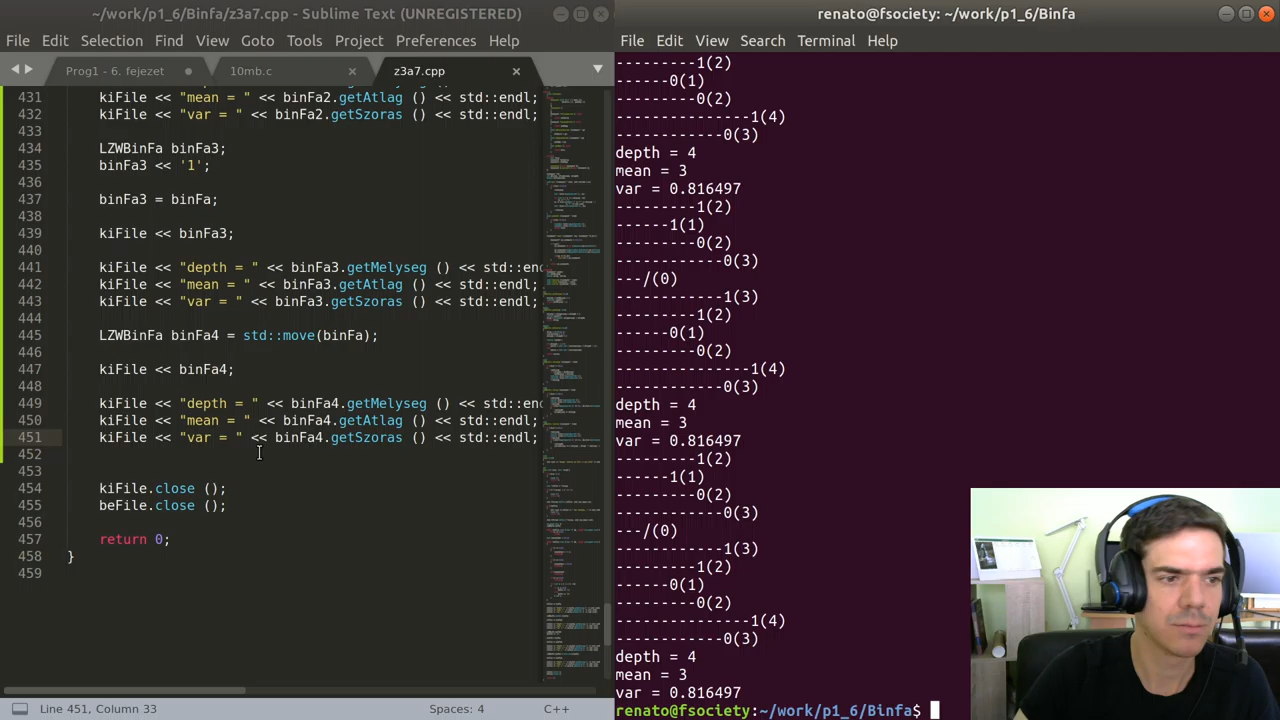 ~/work/p1_6/Binfa/z3a7.cpp - Sublime Text (UNREGISTERED)
File Edit Selection Find View Goto Tools Project Preferences Help
Prog1 - 6. fejezet
10mb.c
z3a7.cpp
431 kiFile << "mean = " << binFa2.getAtlag () << std::endl;
432 kiFile << "var = " << binFa2.getSzoras () << std::endl;
433
434 LZWBinFa binFa3;
435 binFa3 << '1';
436
437 binFa3 = binFa;
438
439 kiFile << binFa3;
440
441 kiFile << "depth = " << binFa3.getMelyseg () << std::end
442 kiFile << "mean = " << binFa3.getAtlag () << std::endl;
443 kiFile << "var = " << binFa3.getSzoras () << std::endl;
444
445 LZWBinFa binFa4 = std::move(binFa);
446
447 kiFile << binFa4;
448
449 kiFile << "depth = " << binFa4.getMelyseg () << std::end
450 kiFile << "mean = " << binFa4.getAtlag () << std::endl;
451 kiFile << "var = " << binFa4.getSzoras () << std::endl;
452
453
454 kiFile.close ();
455 beFile.close ();
456
457 return 0;
458 }
459
Line 451, Column 33
Spaces: 4
C++
renato@fsociety: ~/work/p1_6/Binfa
File Edit View Search Terminal Help
---------1(2)
------0(1)
---------0(2)
---------------1(4)
------------0(3)
depth = 4
mean = 3
var = 0.816497
---------1(2)
------1(1)
---------0(2)
------------0(3)
---/(0)
------------1(3)
---------1(2)
------0(1)
---------0(2)
---------------1(4)
------------0(3)
depth = 4
mean = 3
var = 0.816497
---------1(2)
------1(1)
---------0(2)
------------0(3)
---/(0)
------------1(3)
---------1(2)
------0(1)
---------0(2)
---------------1(4)
------------0(3)
depth = 4
mean = 3
var = 0.816497
renato@fsociety:~/work/p1_6/Binfa$